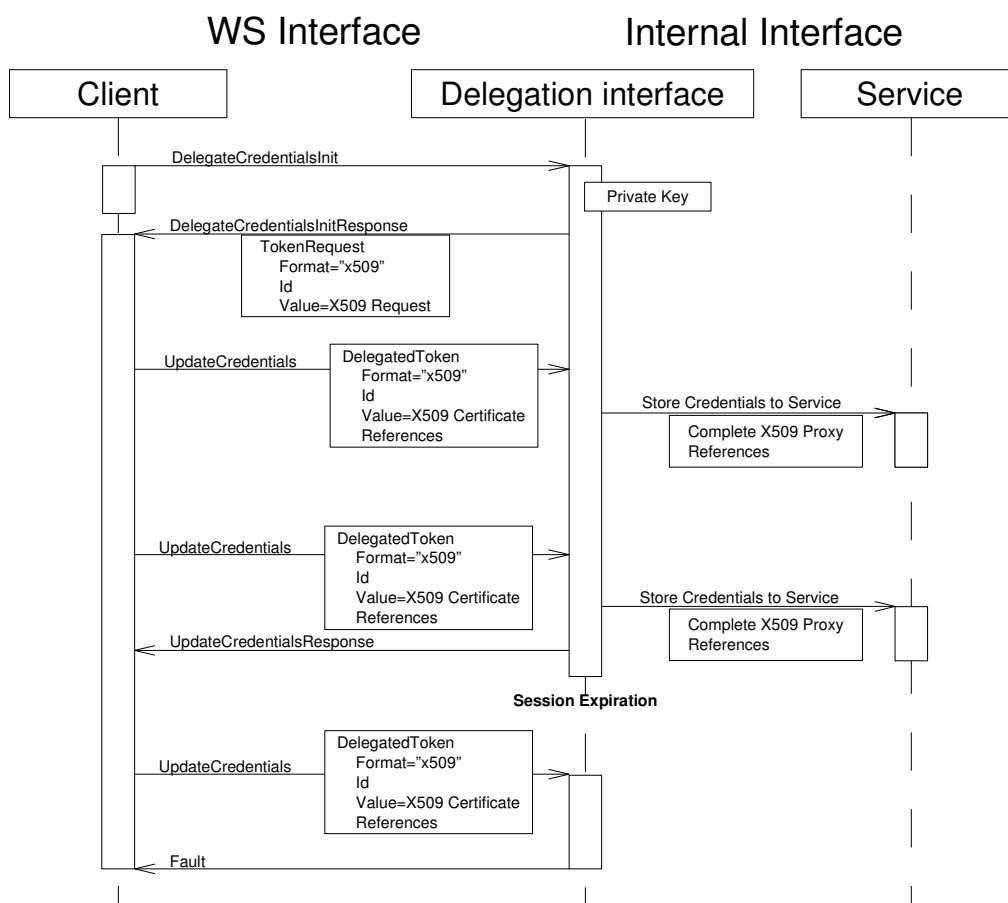 WS Interface
Internal Interface
Client
Delegation interface
Service
DelegateCredentialsInit
Private Key
DelegateCredentialsInitResponse
TokenRequest
Format="x509"
Id
Value=X509 Request
UpdateCredentials
DelegatedToken
Format="x509"
Id
Value=X509 Certificate
References
Store Credentials to Service
Complete X509 Proxy
References
UpdateCredentials
DelegatedToken
Format="x509"
Id
Value=X509 Certificate
References
Store Credentials to Service
Complete X509 Proxy
References
UpdateCredentialsResponse
Session Expiration
UpdateCredentials
DelegatedToken
Format="x509"
Id
Value=X509 Certificate
References
Fault